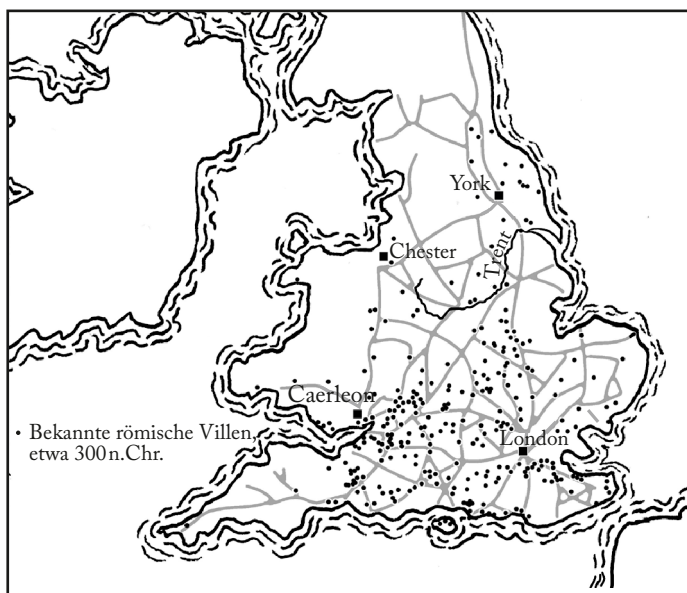 York
Trent
Chester
Caerleon
• Bekannte römische Villen,
etwa 300 n. Chr.
London